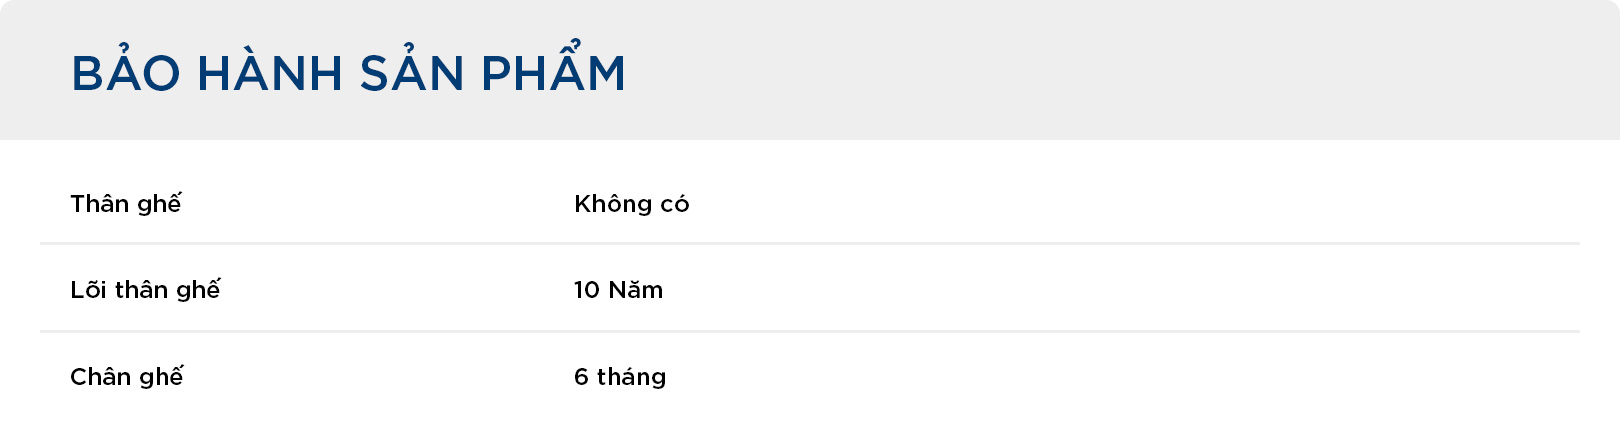 BẢO HÀNH SẢN PHẨM
Thân ghế Không có
Lõi thân ghế 10 Năm
Chân ghế 6 tháng